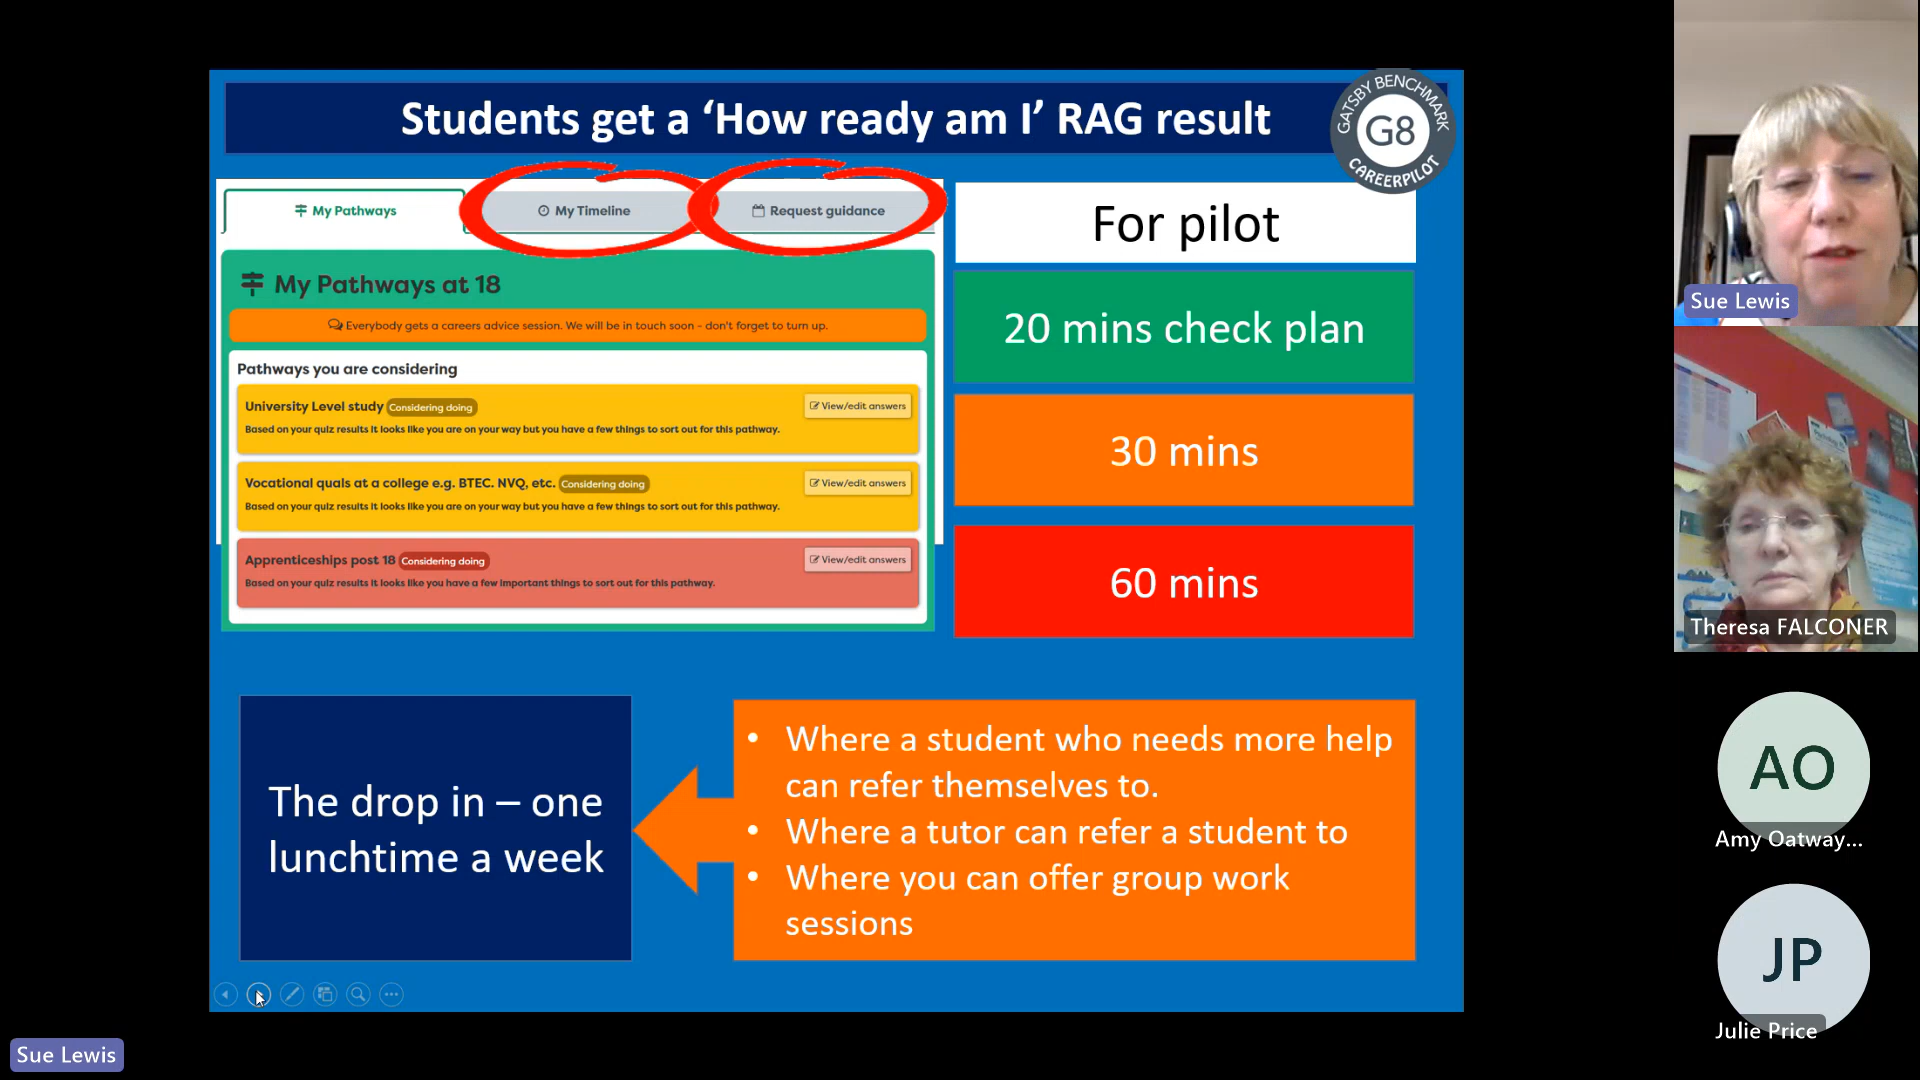 Students get a ‘How ready am I’ RAG result
GATSBY BENCHMARK
G8
CAREERPILOT
My Pathways
My Timeline
Request guidance
My Pathways at 18
Everybody gets a careers advice session. We will be in touch soon - don't forget to turn up.
Pathways you are considering
University Level study Considering doing
View/edit answers
Based on your quiz results it looks like you are on your way but you have a few things to sort out for this pathway.
Vocational quals at a college e.g. BTEC. NVQ, etc. Considering doing
View/edit answers
Based on your quiz results it looks like you are on your way but you have a few things to sort out for this pathway.
Apprenticeships post 18 Considering doing
View/edit answers
Based on your quiz results it looks like you have a few important things to sort out for this pathway.
For pilot
20 mins check plan
30 mins
60 mins
The drop in – one
lunchtime a week
• Where a student who needs more help
can refer themselves to.
• Where a tutor can refer a student to
• Where you can offer group work
sessions
Sue Lewis
Theresa FALCONER
AO
Amy Oatway...
JP
Julie Price
Sue Lewis